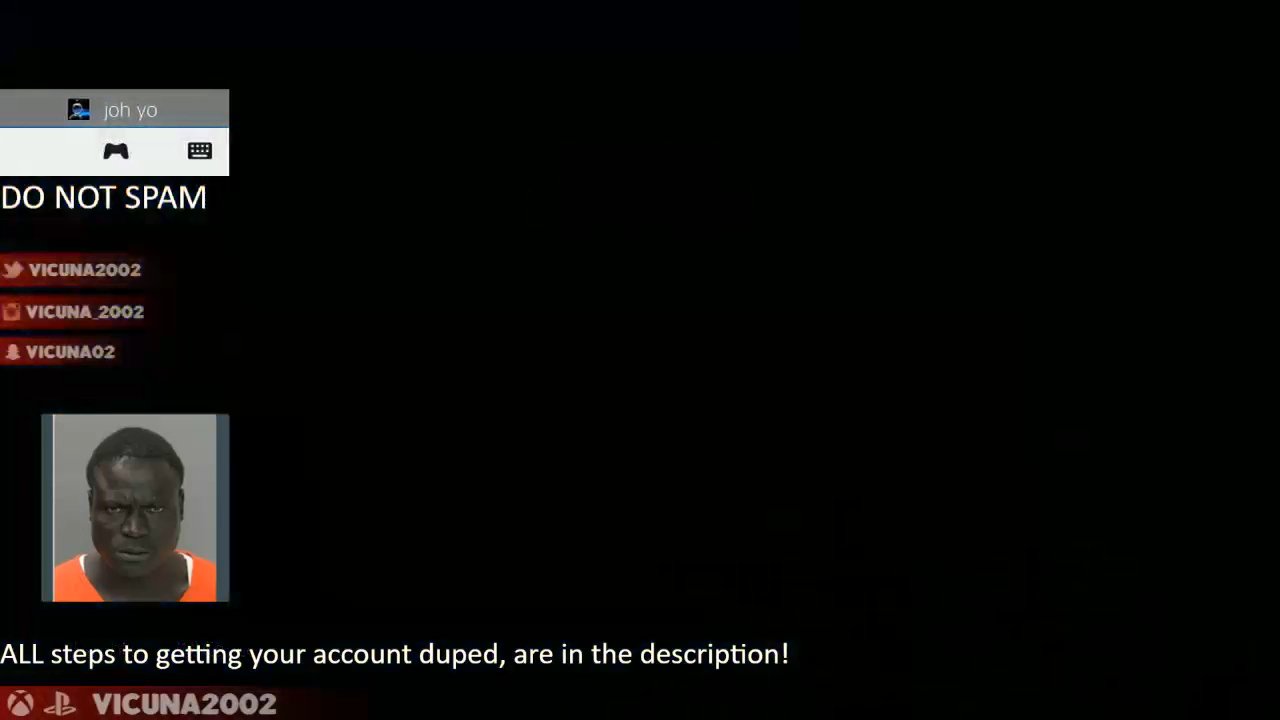 joh yo
DO NOT SPAM
VICUNA2002
VICUNA_2002
VICUNA02
ALL steps to getting your account duped, are in the description!
VICUNA2002